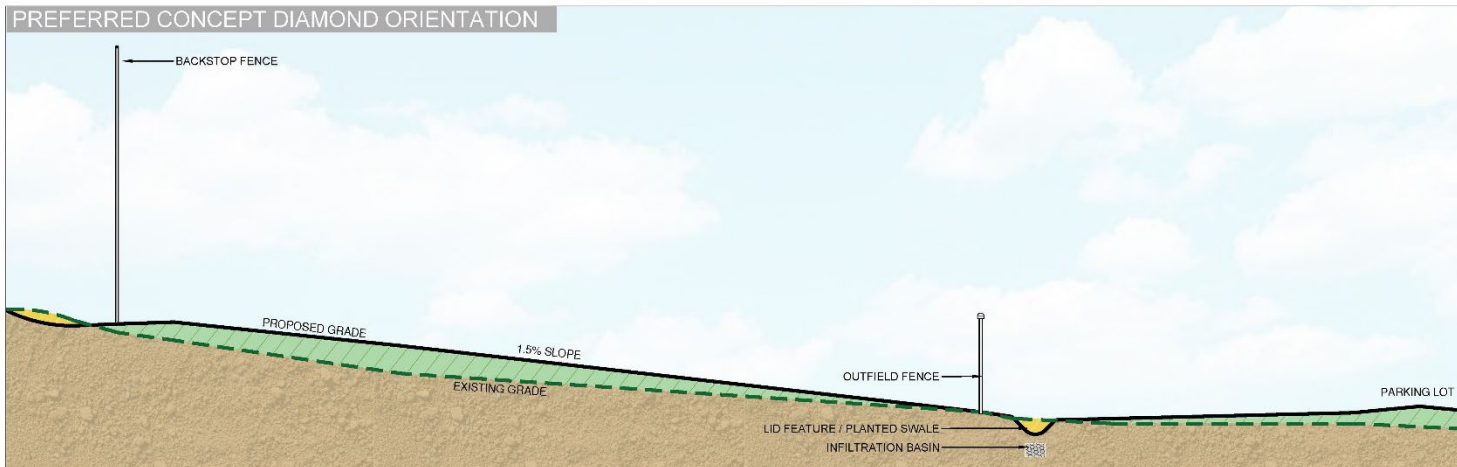 PREFERRED CONCEPT DIAMOND ORIENTATION
BACKSTOP FENCE
PROPOSED GRADE
1.5% SLOPE
EXISTING GRADE
OUTFIELD FENCE
PARKING LOT
LID FEATURE / PLANTED SWALE
INFILTRATION BASIN